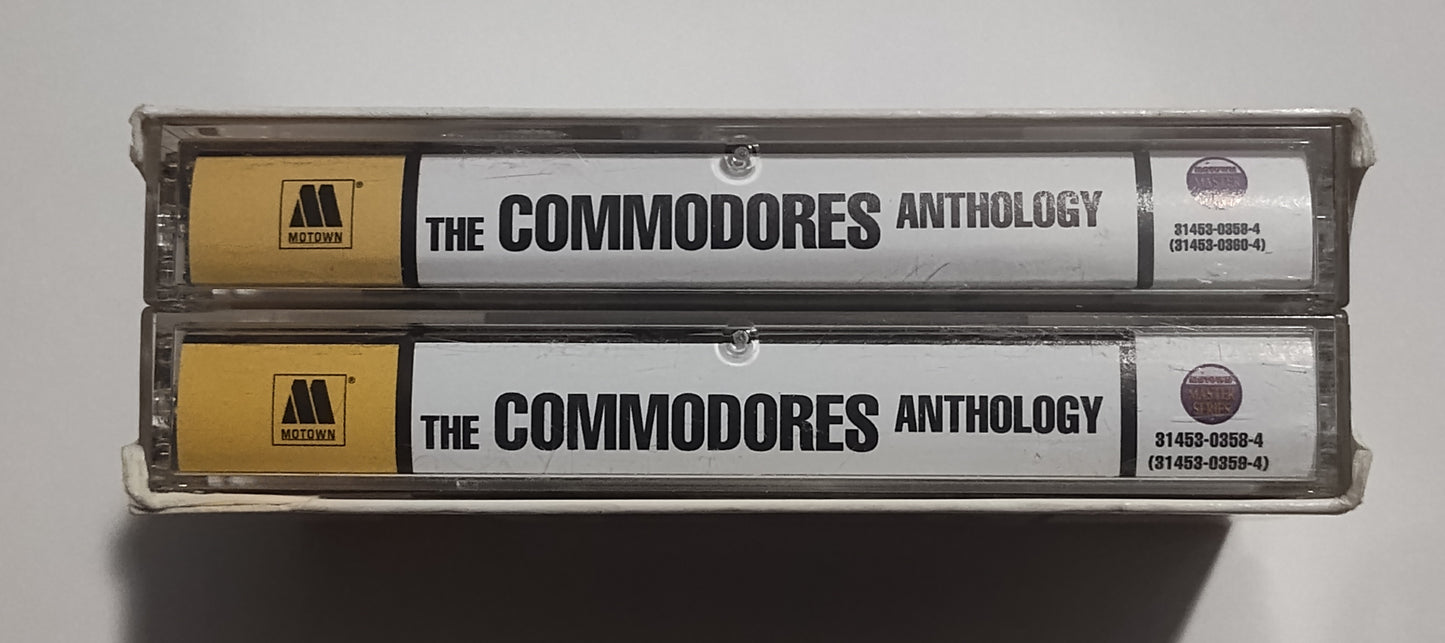 MOTOWN
THE COMMODORES ANTHOLOGY
MASTER
31453-0358-4
(31453-0360-4)
MOTOWN
THE COMMODORES ANTHOLOGY
MASTER
SERIES
31453-0358-4
(31453-0359-4)